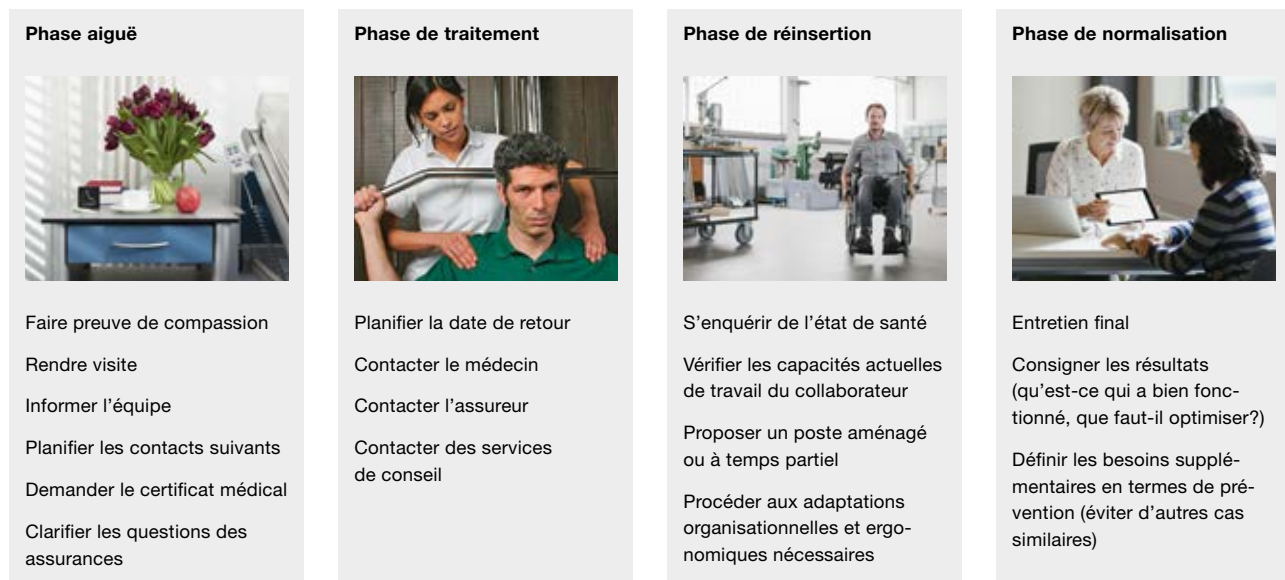 Phase aiguë
Faire preuve de compassion
Rendre visite
Informer l’équipe
Planifier les contacts suivants
Demander le certificat médical
Clarifier les questions des
assurances
Phase de traitement
Planifier la date de retour
Contacter le médecin
Contacter l’assureur
Contacter des services
de conseil
Phase de réinsertion
S’enquérir de l’état de santé
Vérifier les capacités actuelles
de travail du collaborateur
Proposer un poste aménagé
ou à temps partiel
Procéder aux adaptations
organisationnelles et ergo-
nomiques nécessaires
Phase de normalisation
Entretien final
Consigner les résultats
(qu’est-ce qui a bien fonc-
tionné, que faut-il optimiser?)
Définir les besoins supplé-
mentaires en termes de pré-
vention (éviter d’autres cas
similaires)